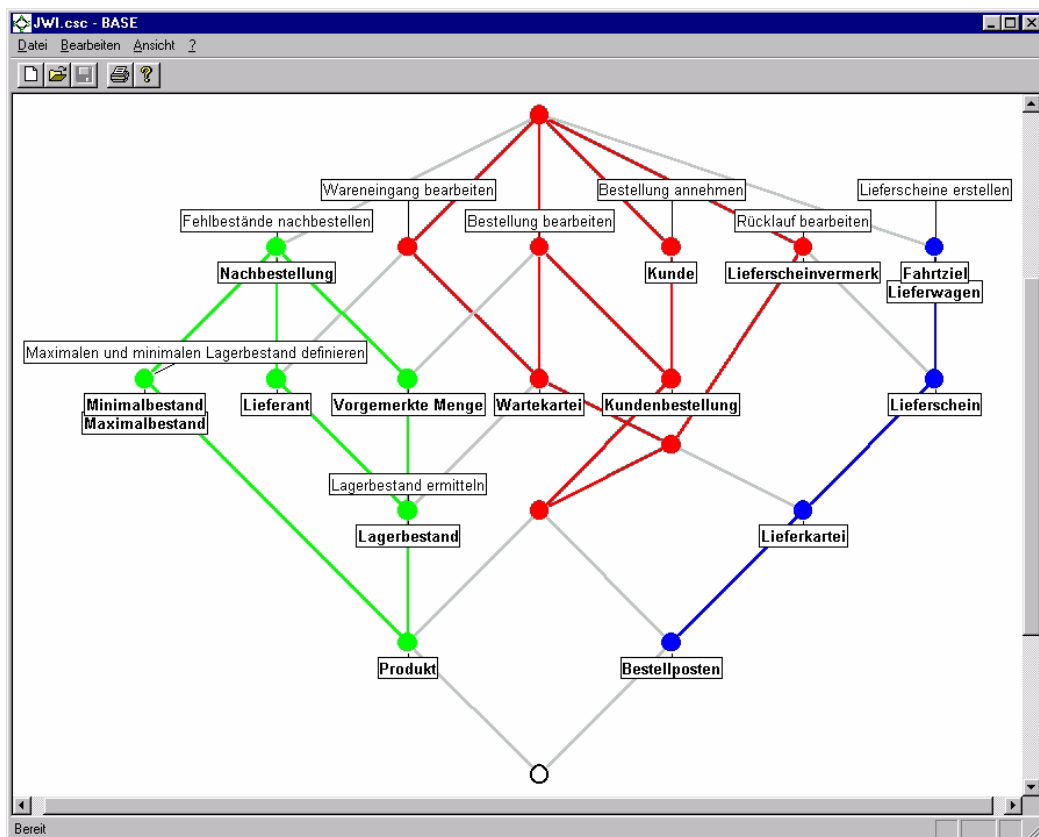 JWI.csc - BASE
Datei Bearbeiten Ansicht ?
Wareneingang bearbeiten
Bestellung annehmen
Lieferscheine erstellen
Fehlbestände nachbestellen
Bestellung bearbeiten
Rücklauf bearbeiten
Nachbestellung
Kunde
Lieferscheinvermerk
Fahrtziel
Lieferwagen
Maximalen und minimalen Lagerbestand definieren
Minimalbestand
Maximalbestand
Lieferant
Vorgemerkte Menge
Wartekartei
Kundenbestellung
Lieferschein
Lagerbestand ermitteln
Lagerbestand
Lieferkartei
Produkt
Bestellposten
Bereit